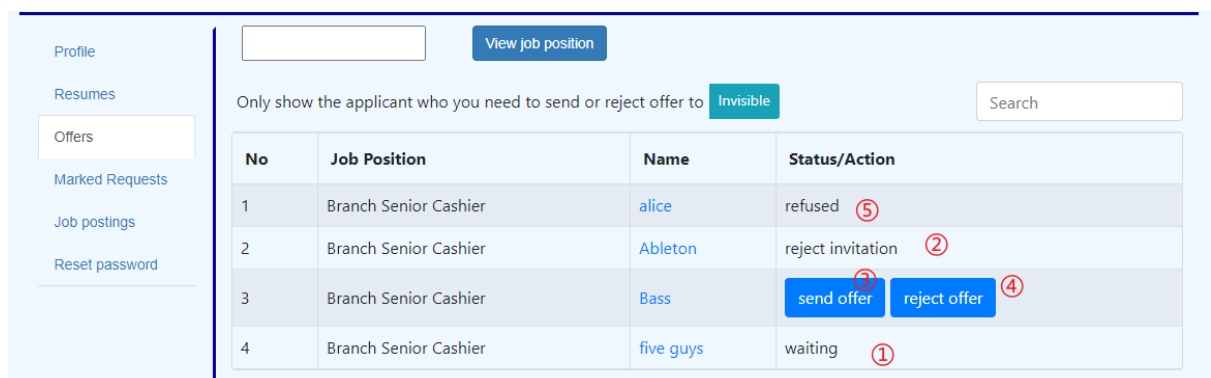 Profile
Resumes
Offers
Marked Requests
Job postings
Reset password
View job position
Only show the applicant who you need to send or reject offer to Invisible
Search
No Job Position Name Status/Action
1 Branch Senior Cashier alice refused ⑤
2 Branch Senior Cashier Ableton reject invitation ②
3 Branch Senior Cashier Bass send offer ③ reject offer ④
4 Branch Senior Cashier five guys waiting ①